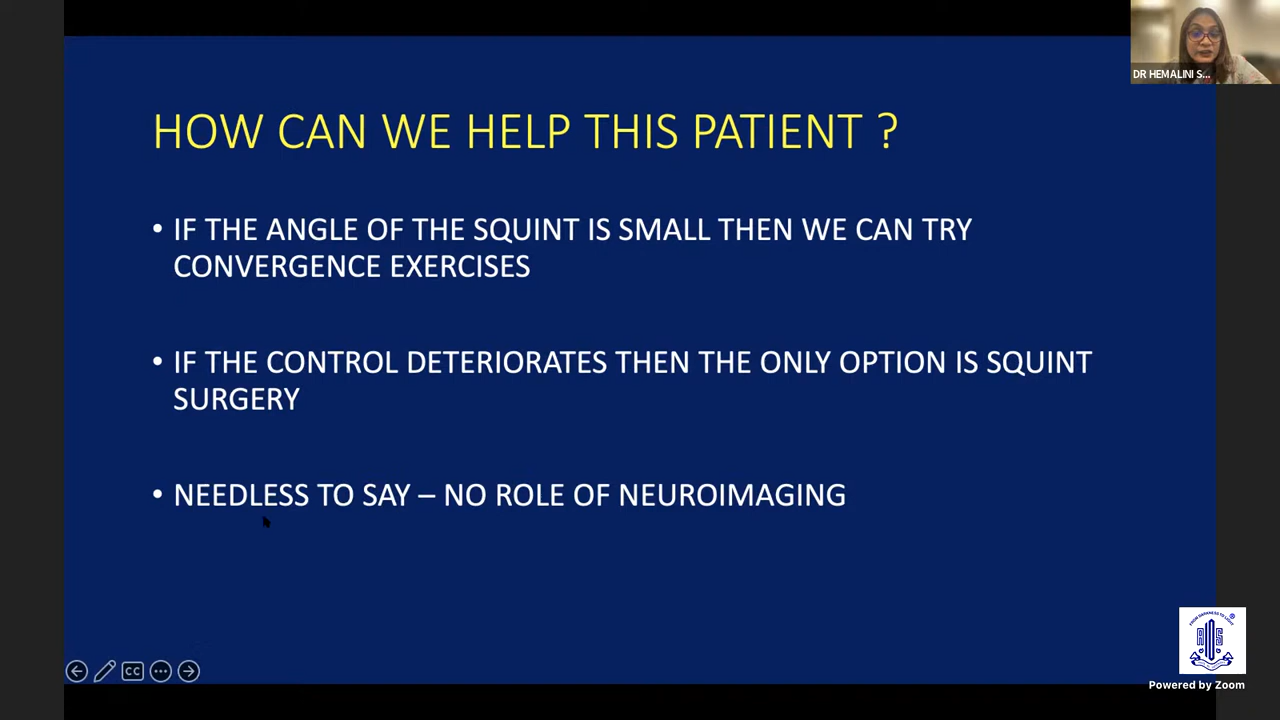 DR HEMALINI S...
HOW CAN WE HELP THIS PATIENT ?
• IF THE ANGLE OF THE SQUINT IS SMALL THEN WE CAN TRY
CONVERGENCE EXERCISES
• IF THE CONTROL DETERIORATES THEN THE ONLY OPTION IS SQUINT
SURGERY
• NEEDLESS TO SAY – NO ROLE OF NEUROIMAGING
CC
Powered by Zoom